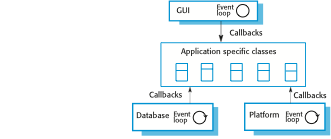 GUI Event
loop
Callbacks
Application specific classes
Callbacks
Callbacks
Database Event
loop
Platform Event
loop